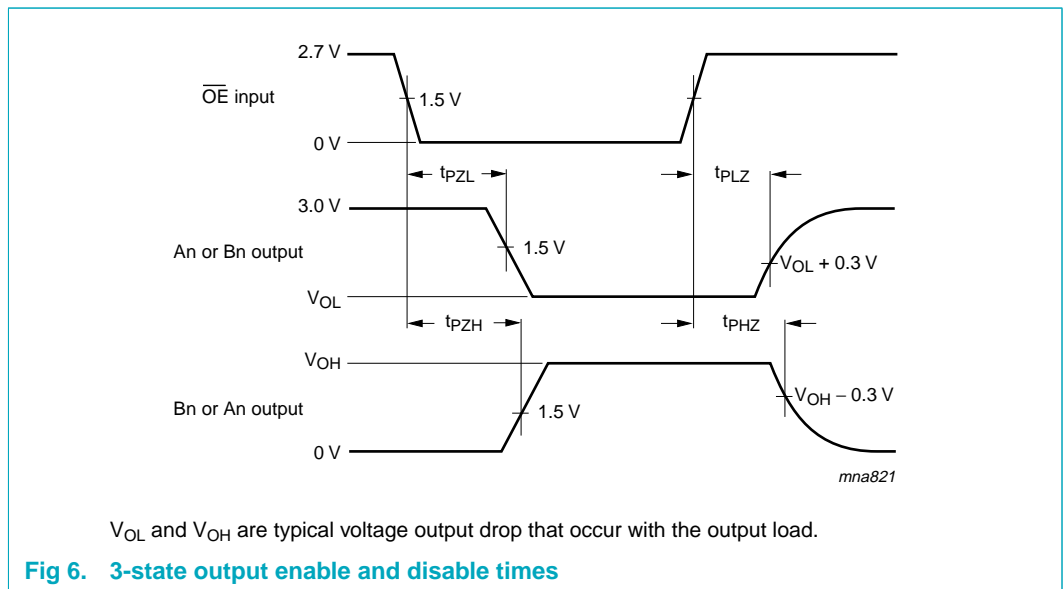 2.7 V
OE input
1.5 V
0 V
tPZL
tPLZ
3.0 V
An or Bn output
1.5 V
VOL + 0.3 V
VOL
tPZH
tPHZ
VOH
Bn or An output
1.5 V
VOH − 0.3 V
0 V
mna821
VOL and VOH are typical voltage output drop that occur with the output load.
Fig 6. 3-state output enable and disable times